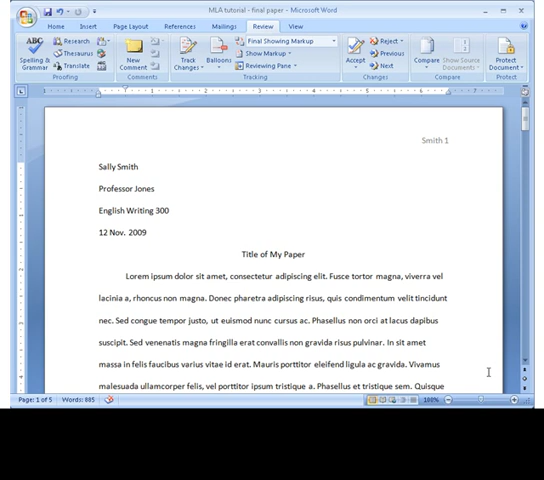 MLA tutorial - final paper - Microsoft Word
Home Insert Page Layout References Mailings Review View
ABC Spelling & Grammar
Research
Thesaurus
Translate
Proofing
New Comment
Comments
Track Changes
Balloons
Final Showing Markup
Show Markup
Reviewing Pane
Tracking
Accept
Reject
Previous
Next
Changes
Compare
Show Source Documents
Compare
Protect Document
Protect
Smith 1
Sally Smith
Professor Jones
English Writing 300
12 Nov. 2009
Title of My Paper
Lorem ipsum dolor sit amet, consectetur adipiscing elit. Fusce tortor magna, viverra vel
lacinia a, rhoncus non magna. Donec pharetra adipiscing risus, quis condimentum velit tincidunt
nec. Sed congue tempor justo, ut euismod nunc cursus ac. Phasellus non orci at lacus dapibus
suscipit. Sed venenatis magna fringilla erat convallis non gravida risus pulvinar. In sit amet
massa in felis faucibus varius vitae id erat. Mauris porttitor eleifend ligula ac gravida. Vivamus
malesuada ullamcorper felis, vel porttitor ipsum tristique a. Phasellus et tristique sem. Quisque
Page: 1 of 5 Words: 885
100%